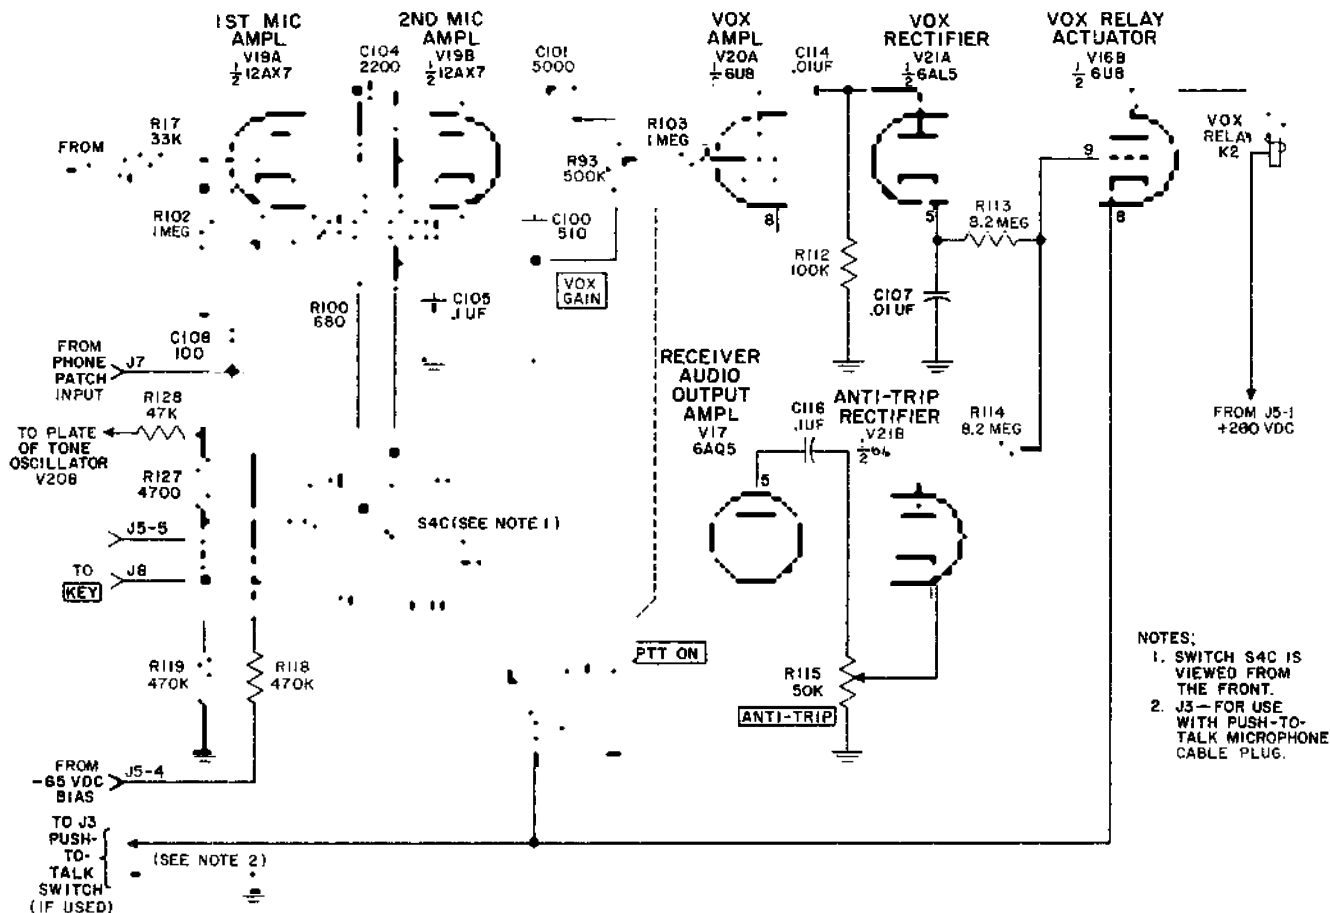 1ST MIC
AMPL
V19A
1/2 12AX7
C104
2200
2ND MIC
AMPL
V19B
1/2 12AX7
C101
5000
VOX
AMPL
V20A
1/2 6U8
C114
.01UF
VOX
RECTIFIER
V21A
1/2 6AL5
VOX RELAY
ACTUATOR
V16B
1/2 6U8
FROM
R17
33K
R103
1 MEG
R93
500K
VOX
RELAY
K2
9
R102
1MEG
C100
510
8
5
R113
8.2 MEG
8
R112
100K
VOX
GAIN
R100
680
C105
.1UF
C107
.01UF
C108
100
FROM
PHONE
PATCH
INPUT
J7
RECEIVER
AUDIO
OUTPUT
AMPL
V17
6AQ5
R128
47K
TO PLATE
OF TONE
OSCILLATOR
V20B
C116
.1UF
ANTI-TRIP
RECTIFIER
V21B
R114
8.2 MEG
FROM J5-1
+260 VDC
R127
4700
5
J5-5
S4C (SEE NOTE 1)
TO
KEY
J8
R119
470K
R118
470K
PTT ON
R115
50K
ANTI-TRIP
NOTES;
1. SWITCH S4C IS
VIEWED FROM
THE FRONT.
2. J3—FOR USE
WITH PUSH-TO-
TALK MICROPHONE
CABLE PLUG.
FROM
-65 VDC
BIAS
J5-4
TO J3
PUSH-
TO-
TALK
SWITCH
(IF USED)
(SEE NOTE 2)